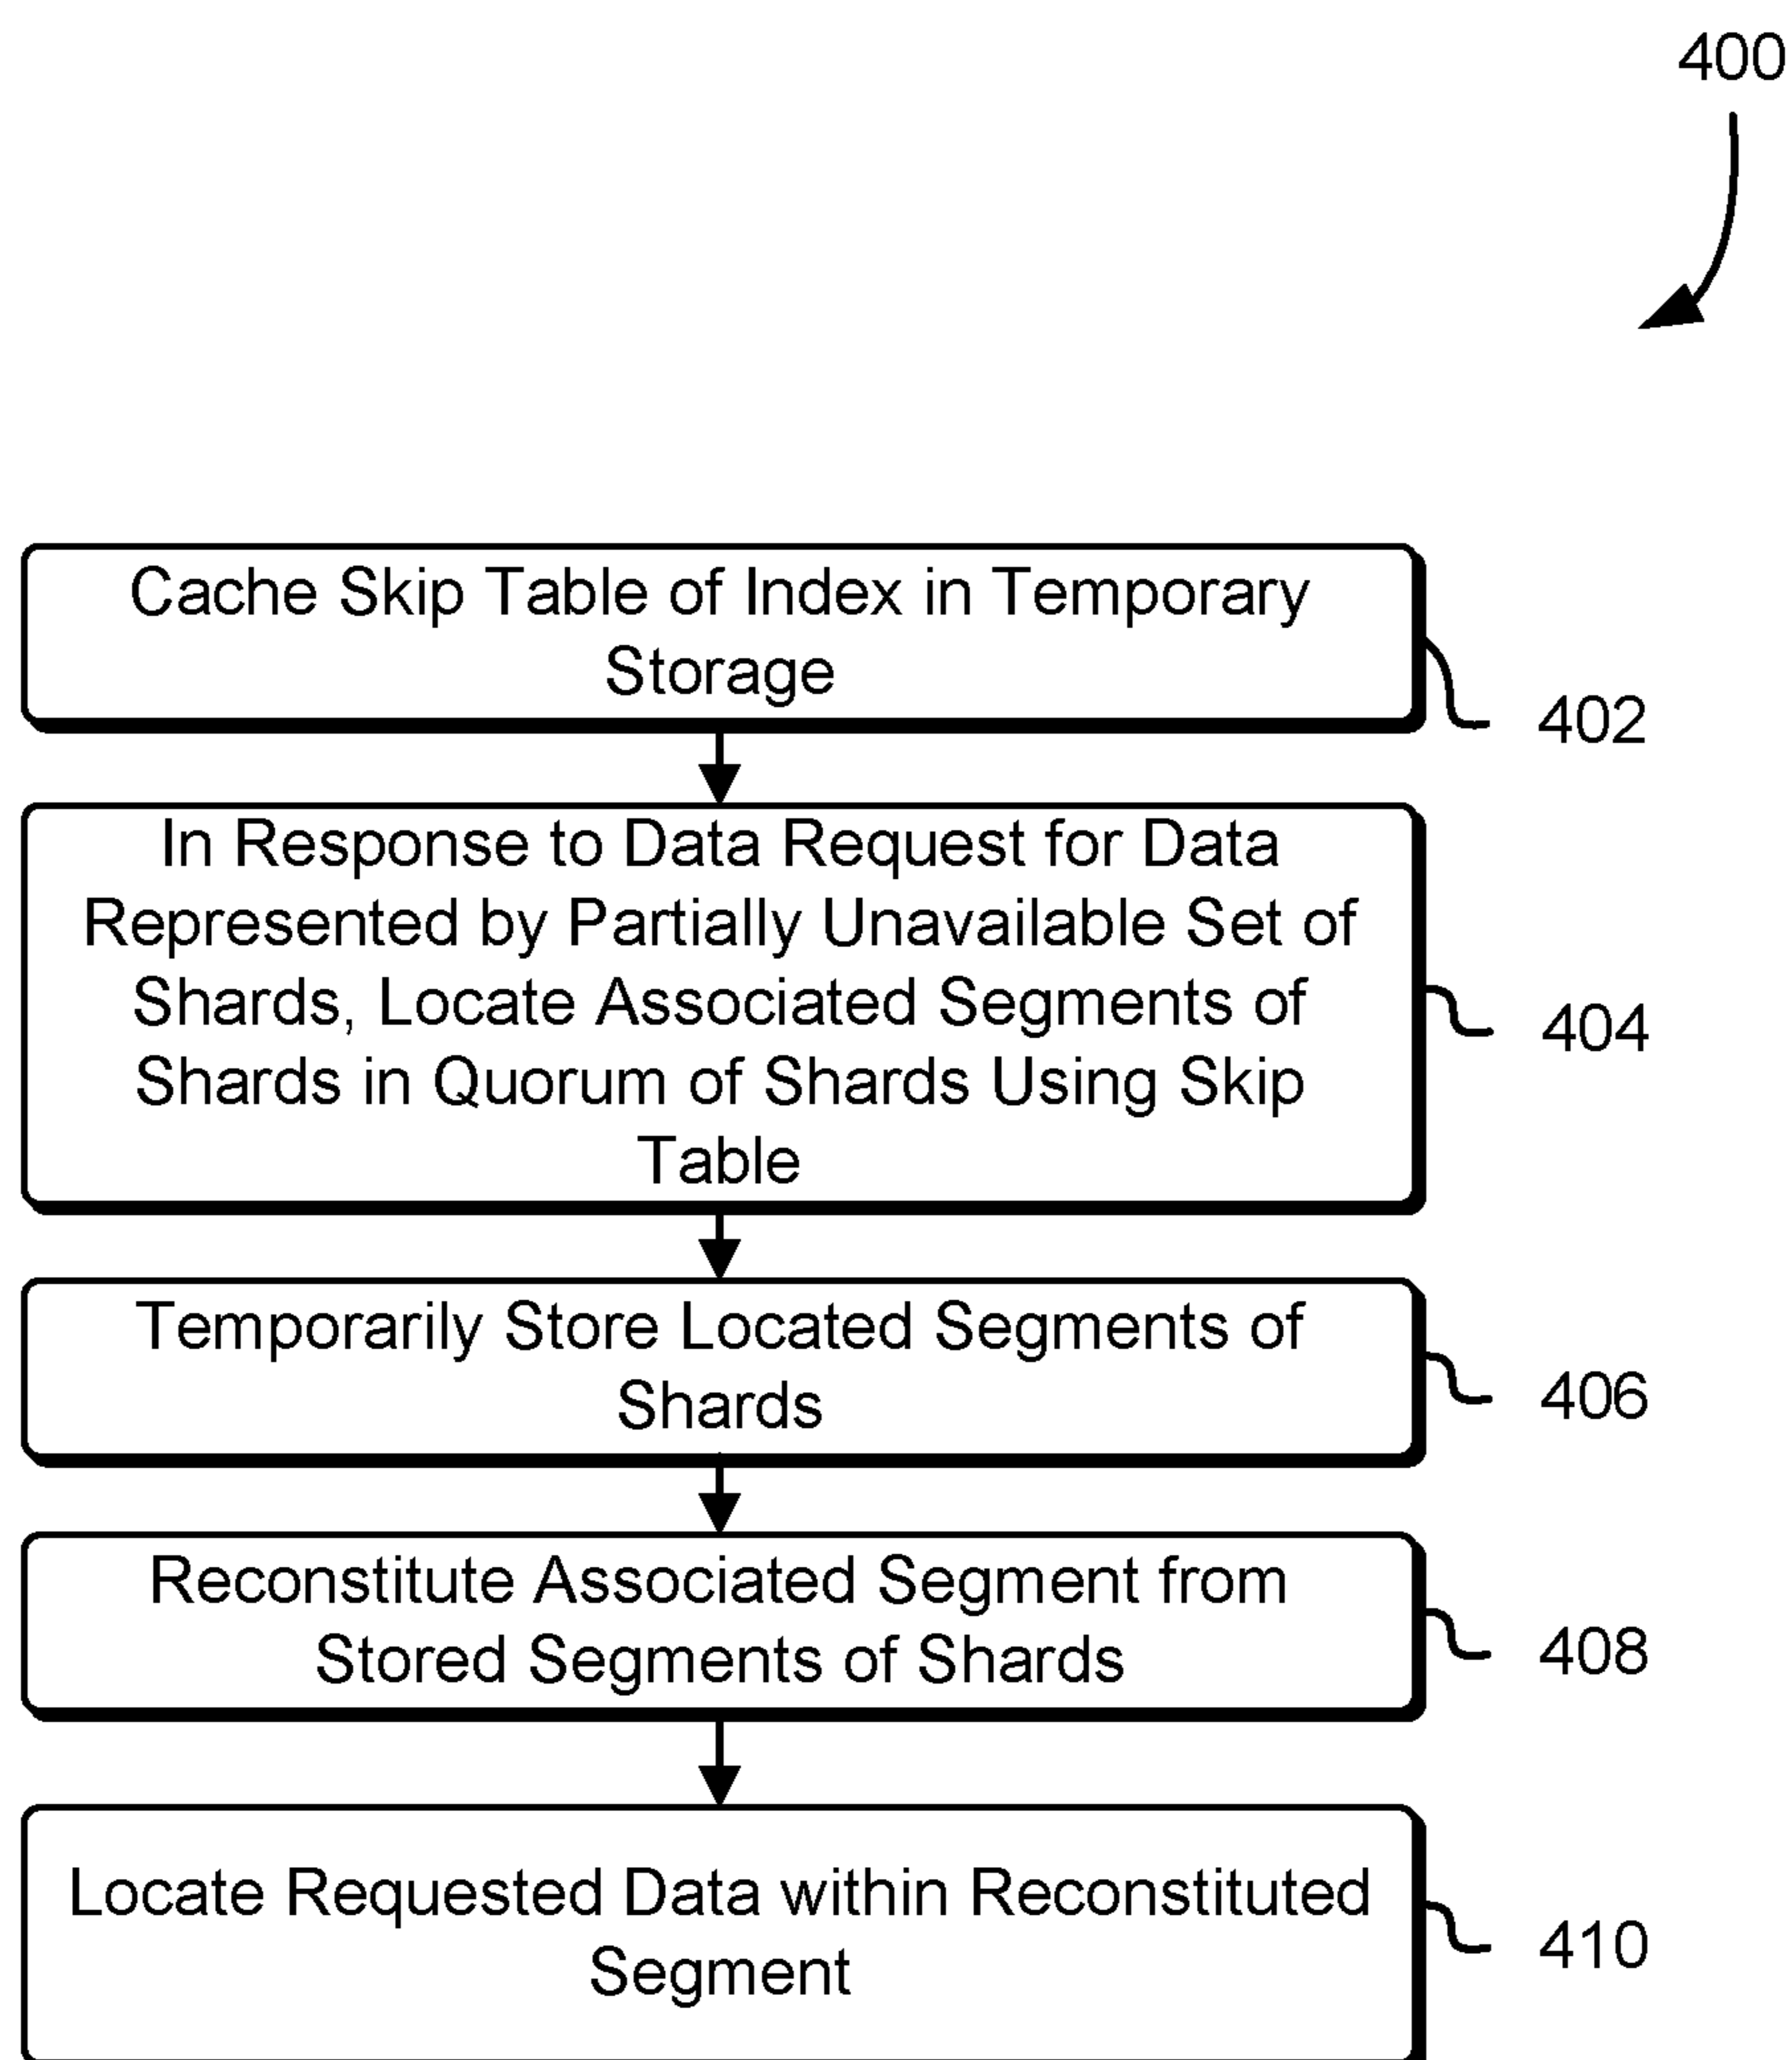 400
Cache Skip Table of Index in Temporary
Storage
402
In Response to Data Request for Data
Represented by Partially Unavailable Set of
Shards, Locate Associated Segments of
Shards in Quorum of Shards Using Skip
Table
404
Temporarily Store Located Segments of
Shards
406
Reconstitute Associated Segment from
Stored Segments of Shards
408
Locate Requested Data within Reconstituted
Segment
410